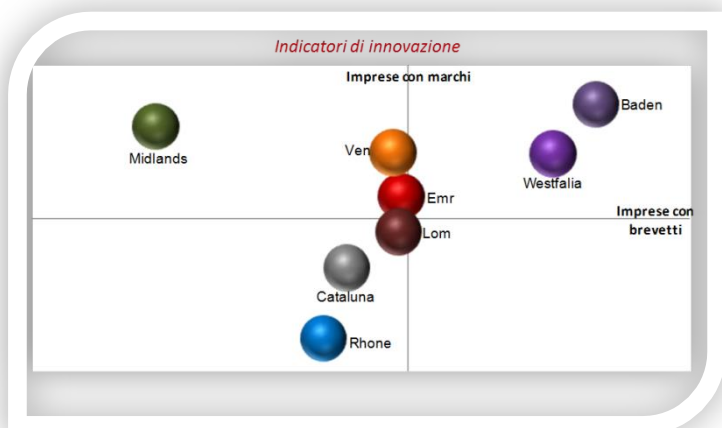 Indicatori di innovazione
Imprese con marchi
Baden
Midlands
Ven
Westfalia
Emr
Imprese con
brevetti
Lom
Cataluna
Rhone